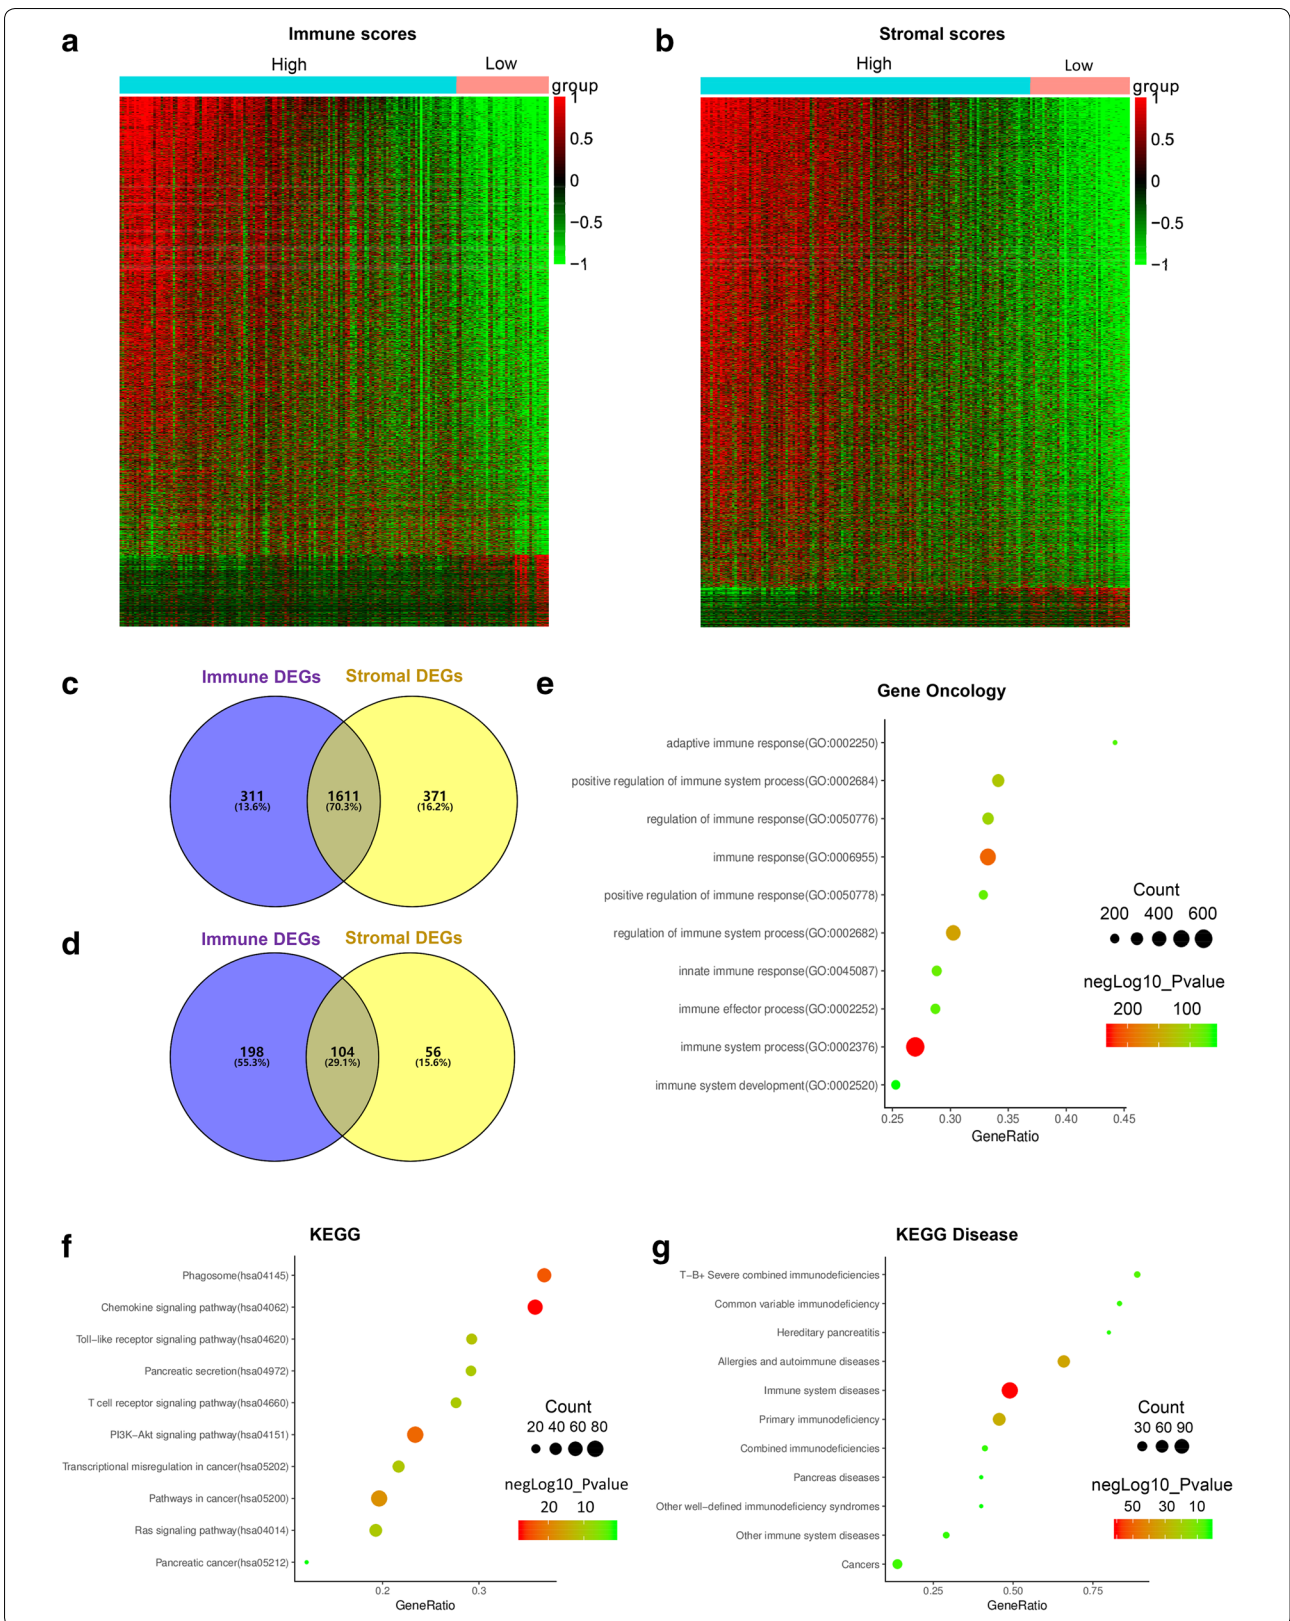 a
Immune scores
High
Low
group
1
0.5
0
−0.5
−1
b
Stromal scores
High
Low
group
1
0.5
0
−0.5
−1
c
Immune DEGs
Stromal DEGs
311
(13.6%)
1611
(70.3%)
371
(16.2%)
d
Immune DEGs
Stromal DEGs
198
(55.3%)
104
(29.1%)
56
(15.6%)
e
Gene Oncology
adaptive immune response(GO:0002250)
positive regulation of immune system process(GO:0002684)
regulation of immune response(GO:0050776)
immune response(GO:0006955)
positive regulation of immune response(GO:0050778)
regulation of immune system process(GO:0002682)
innate immune response(GO:0045087)
immune effector process(GO:0002252)
immune system process(GO:0002376)
immune system development(GO:0002520)
0.25 0.30 0.35 0.40 0.45
GeneRatio
Count
200 400 600
negLog10_Pvalue
200 100
f
KEGG
Phagosome(hsa04145)
Chemokine signaling pathway(hsa04062)
Toll−like receptor signaling pathway(hsa04620)
Pancreatic secretion(hsa04972)
T cell receptor signaling pathway(hsa04660)
PI3K−Akt signaling pathway(hsa04151)
Transcriptional misregulation in cancer(hsa05202)
Pathways in cancer(hsa05200)
Ras signaling pathway(hsa04014)
Pancreatic cancer(hsa05212)
0.2 0.3
GeneRatio
Count
20 40 60 80
negLog10_Pvalue
20 10
g
KEGG Disease
T−B+ Severe combined immunodeficiencies
Common variable immunodeficiency
Hereditary pancreatitis
Allergies and autoimmune diseases
Immune system diseases
Primary immunodeficiency
Combined immunodeficiencies
Pancreas diseases
Other well−defined immunodeficiency syndromes
Other immune system diseases
Cancers
0.25 0.50 0.75
GeneRatio
Count
30 60 90
negLog10_Pvalue
50 30 10